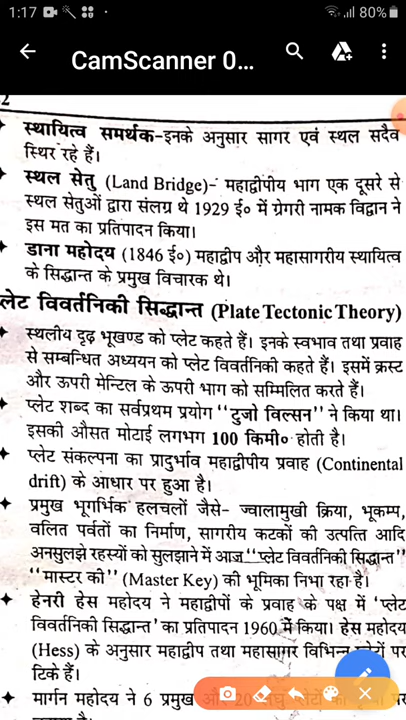 1:17 80%
CamScanner 0...
2
स्थायित्व समर्थक-इनके अनुसार सागर एवं स्थल सदैव
स्थिर रहे हैं।
स्थल सेतु (Land Bridge)- महाद्वीपीय भाग एक दूसरे से
स्थल सेतुओं द्वारा संलग्न थे 1929 ई० में ग्रेगरी नामक विद्वान ने
इस मत का प्रतिपादन किया।
डाना महोदय (1846 ई०) महाद्वीप और महासागरीय स्थायित्व
के सिद्धान्त के प्रमुख विचारक थे।
प्लेट विवर्तनिकी सिद्धान्त (Plate Tectonic Theory)
स्थलीय दृढ़ भूखण्ड को प्लेट कहते हैं। इनके स्वभाव तथा प्रवाह
से सम्बन्धित अध्ययन को प्लेट विवर्तनिकी कहते हैं। इसमें क्रस्ट
और ऊपरी मेन्टिल के ऊपरी भाग को सम्मिलित करते हैं।
प्लेट शब्द का सर्वप्रथम प्रयोग "टुजो विल्सन" ने किया था।
इसकी औसत मोटाई लगभग 100 किमी० होती है।
प्लेट संकल्पना का प्रादुर्भाव महाद्वीपीय प्रवाह (Continental
drift) के आधार पर हुआ है।
प्रमुख भूगर्भिक हलचलों जैसे- ज्वालामुखी क्रिया, भूकम्प,
वलित पर्वतों का निर्माण, सागरीय कटकों की उत्पत्ति आदि
अनसुलझे रहस्यों को सुलझाने में आज "प्लेट विवर्तनिकी सिद्धान्त"
"मास्टर की" (Master Key) की भूमिका निभा रहा है।
हेनरी हेस महोदय ने महाद्वीपों के प्रवाह के पक्ष में 'प्लेट
विवर्तनिकी सिद्धान्त' का प्रतिपादन 1960 में किया। हेस महोदय
(Hess) के अनुसार महाद्वीप तथा महासागर विभिन्न प्लेटों पर
टिके हैं।
मार्गन महोदय ने 6 प्रमुख और 20 लघु पर